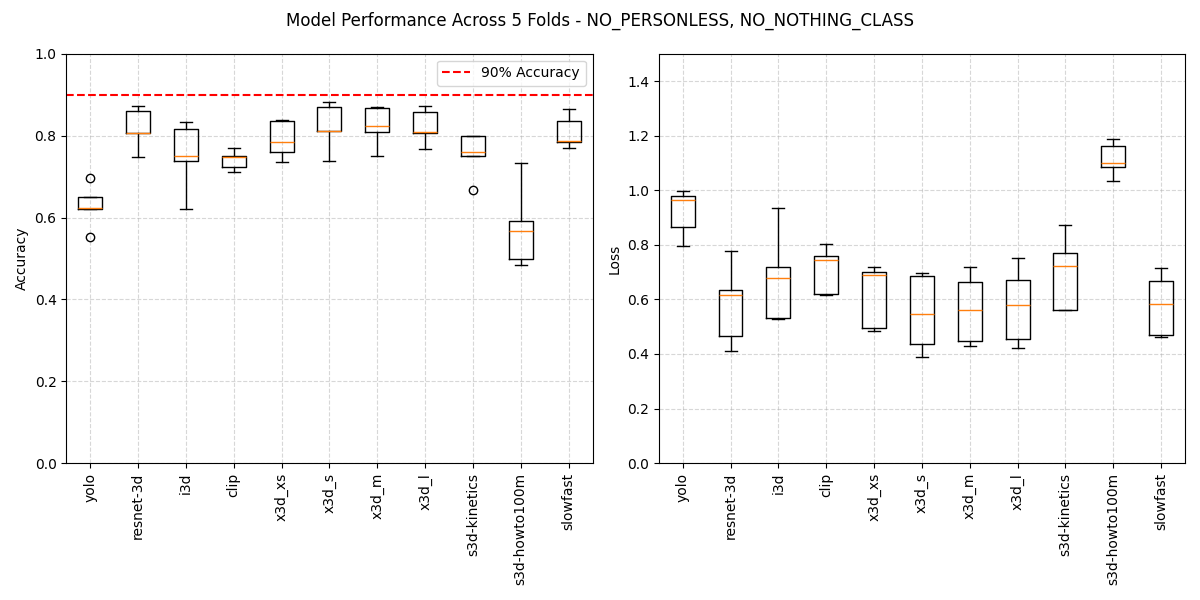 Model Performance Across 5 Folds - NO_PERSONLESS, NO_NOTHING_CLASS
1.0
0.8
0.6
0.4
0.2
0.0
Accuracy
90% Accuracy
yolo
resnet-3d
i3d
clip
x3d_xs
x3d_s
x3d_m
x3d_l
s3d-kinetics
s3d-howto100m
slowfast
1.4
1.2
1.0
0.8
0.6
0.4
0.2
0.0
Loss
yolo
resnet-3d
i3d
clip
x3d_xs
x3d_s
x3d_m
x3d_l
s3d-kinetics
s3d-howto100m
slowfast